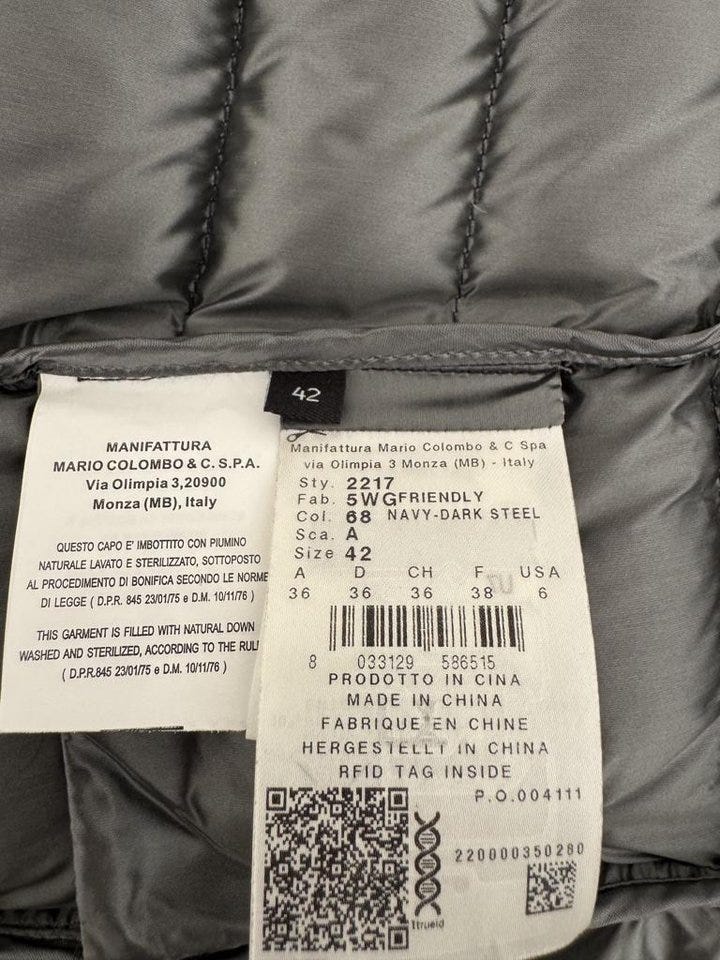 42
MANIFATTURA
MARIO COLOMBO & C. S.P.A.
Via Olimpia 3,20900
Monza (MB), Italy
QUESTO CAPO E' IMBOTTITO CON PIUMINO
NATURALE LAVATO E STERILIZZATO, SOTTOPOSTO
AL PROCEDIMENTO DI BONIFICA SECONDO LE NORME
DI LEGGE ( D.P.R. 845 23/01/75 e D.M. 10/11/76 )
THIS GARMENT IS FILLED WITH NATURAL DOWN
WASHED AND STERILIZED, ACCORDING TO THE
( D.P.R.845 23/01/75 e D.M. 10/11/76 )
Manifattura Mario Colombo & C Spa
via Olimpia 3 Monza (MB) - Italy
Sty. 2217
Fab. 5WGFRIENDLY
Col. 68 NAVY-DARK STEEL
Sca. A
Size 42
A D CH F USA
36 36 36 38 6
8 033129 586515
PRODOTTO IN CINA
MADE IN CHINA
FABRIQUE EN CHINE
HERGESTELLT IN CHINA
RFID TAG INSIDE
P.O.004111
220000350280
1trueid